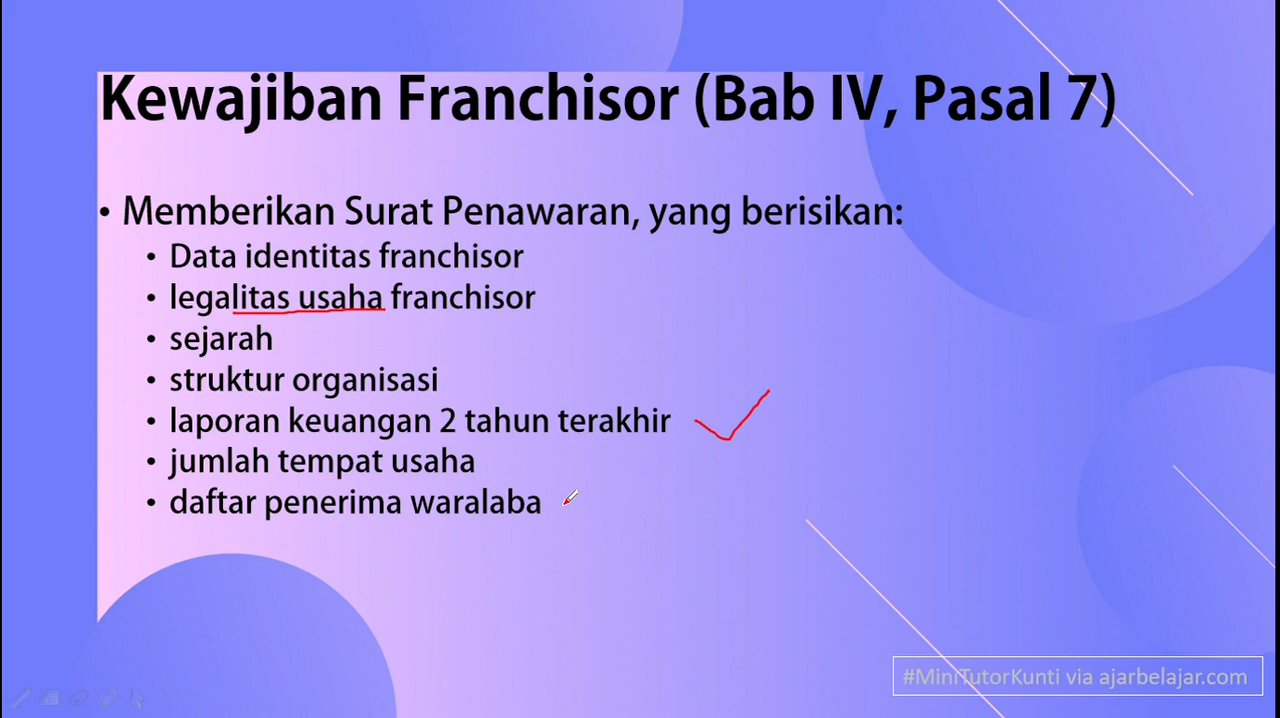 Kewajiban Franchisor (Bab IV, Pasal 7)
• Memberikan Surat Penawaran, yang berisikan:
• Data identitas franchisor
• legalitas usaha franchisor
• sejarah
• struktur organisasi
• laporan keuangan 2 tahun terakhir
• jumlah tempat usaha
• daftar penerima waralaba
#MiniTutorKunti via ajarbelajar.com